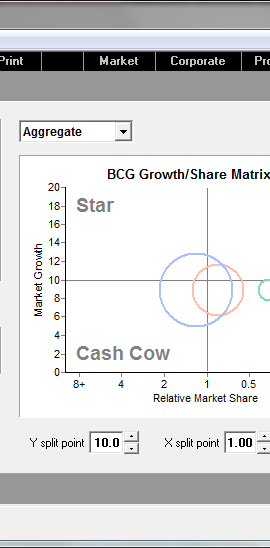 Print Market Corporate Pro
Aggregate
BCG Growth/Share Matrix
20
18
Star
16
14
12
Market Growth
10
8
6
4
2
Cash Cow
0
8+ 4 2 1 0.5
Relative Market Share
Y split point 10.0 X split point 1.00